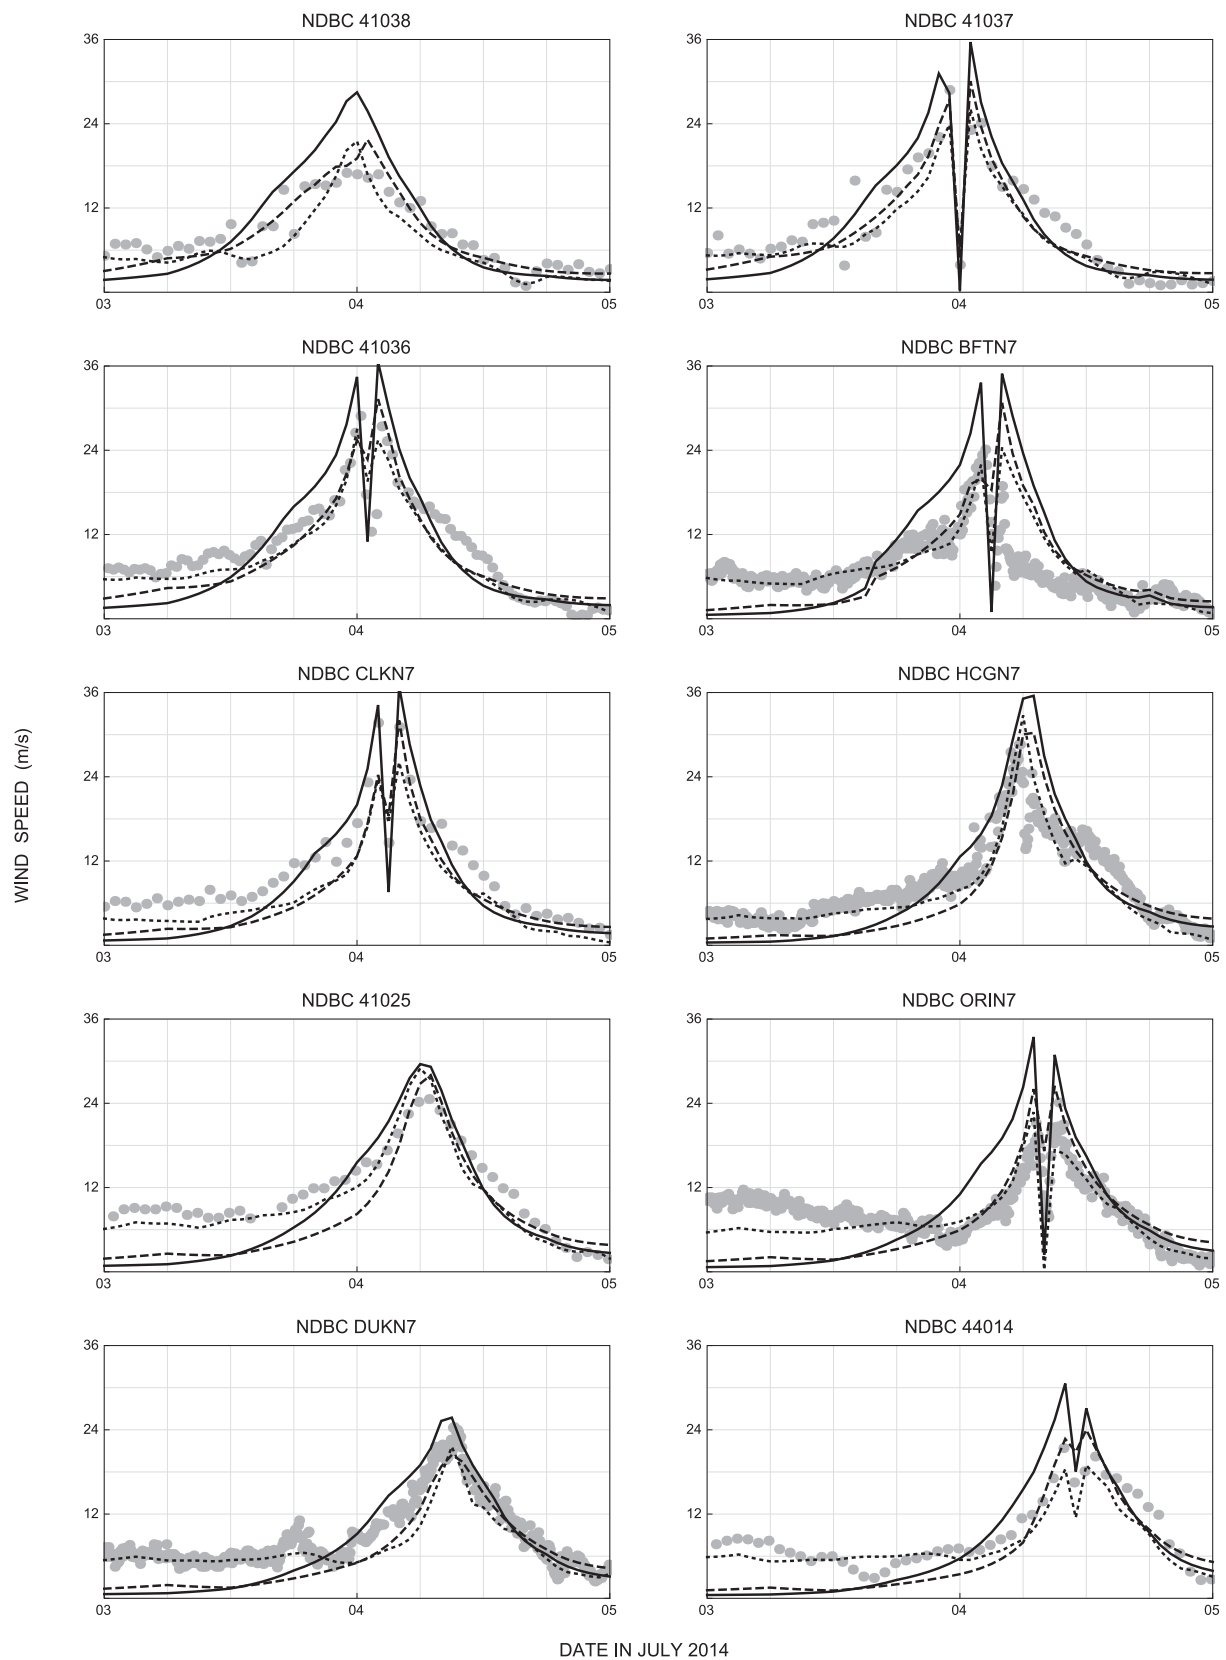 NDBC 41038
NDBC 41037
36
24
12
03 04 05
36
24
12
03 04 05
NDBC 41036
NDBC BFTN7
36
24
12
03 04 05
36
24
12
03 04 05
NDBC CLKN7
NDBC HCGN7
36
24
12
03 04 05
36
24
12
03 04 05
WIND SPEED (m/s)
NDBC 41025
NDBC ORIN7
36
24
12
03 04 05
36
24
12
03 04 05
NDBC DUKN7
NDBC 44014
36
24
12
03 04 05
36
24
12
03 04 05
DATE IN JULY 2014